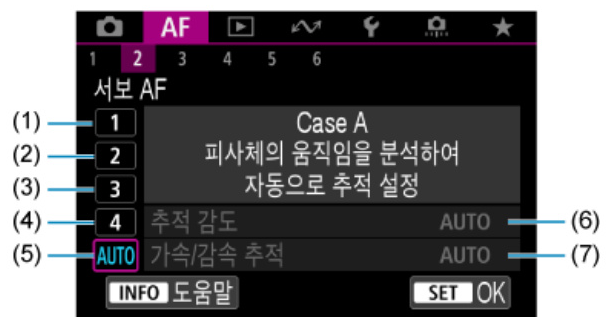 AF
1 2 3 4 5 6
서보 AF
(1) 1 Case A
(2) 2 피사체의 움직임을 분석하여
(3) 3 자동으로 추적 설정
(4) 4 추적 감도 AUTO (6)
(5) AUTO 가속/감속 추적 AUTO (7)
INFO 도움말 SET OK